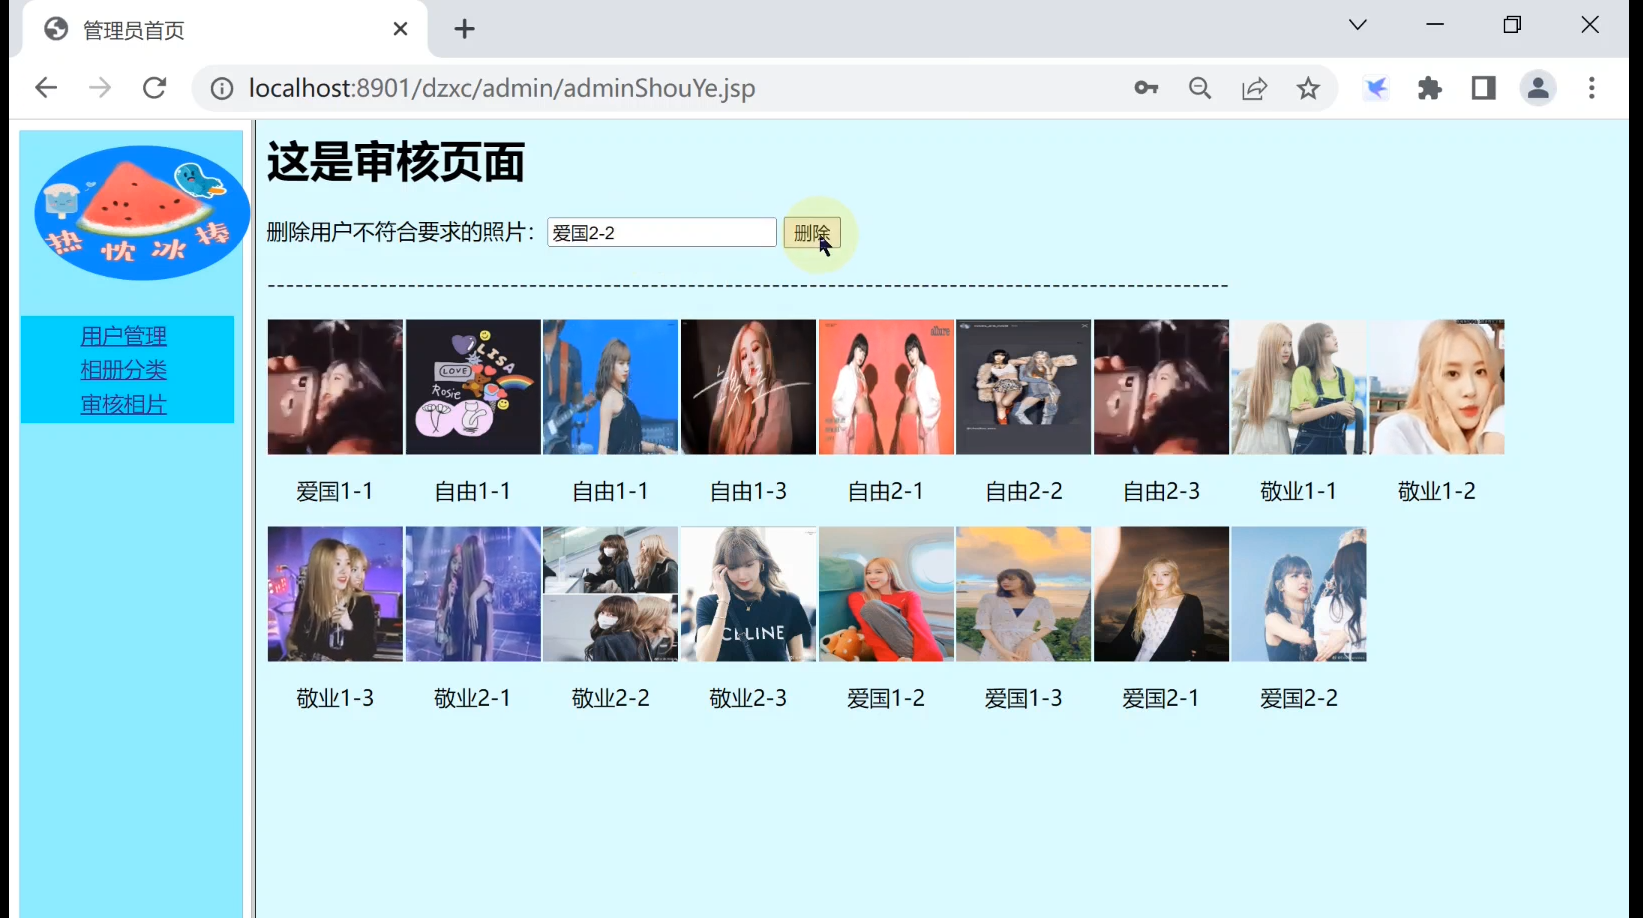 管理员首页
localhost:8901/dzxc/admin/adminShouYe.jsp
热忱冰棒
用户管理
相册分类
审核相片
这是审核页面
删除用户不符合要求的照片： 爱国2-2 删除
LISA
LOVE
Rosie
allure
爱国1-1 自由1-1 自由1-1 自由1-3 自由2-1 自由2-2 自由2-3 敬业1-1 敬业1-2
CELINE
敬业1-3 敬业2-1 敬业2-2 敬业2-3 爱国1-2 爱国1-3 爱国2-1 爱国2-2